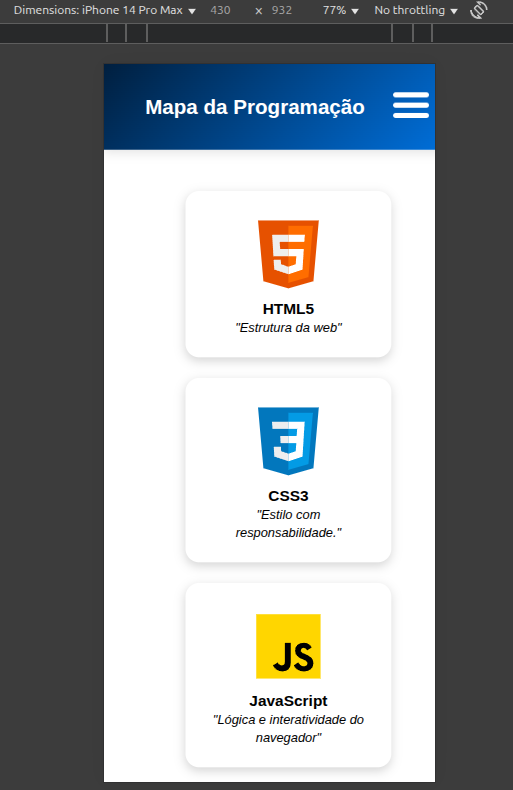 Dimensions: iPhone 14 Pro Max ▼ 430 × 932 77% ▼ No throttling ▼
Mapa da Programação
5
HTML5
"Estrutura da web"
3
CSS3
"Estilo com
responsabilidade."
JS
JavaScript
"Lógica e interatividade do
navegador"